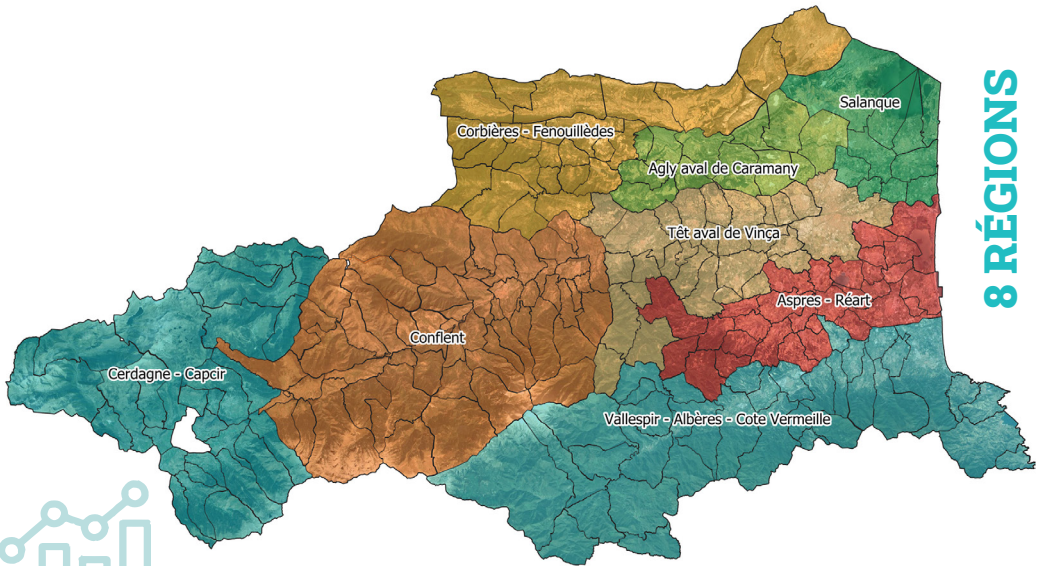 Salanque
Corbières - Fenouillèdes
Agly aval de Caramany
Têt aval de Vinça
Aspres - Réart
Conflent
Cerdagne - Capcir
Vallespir - Albères - Cote Vermeille
8 RÉGIONS